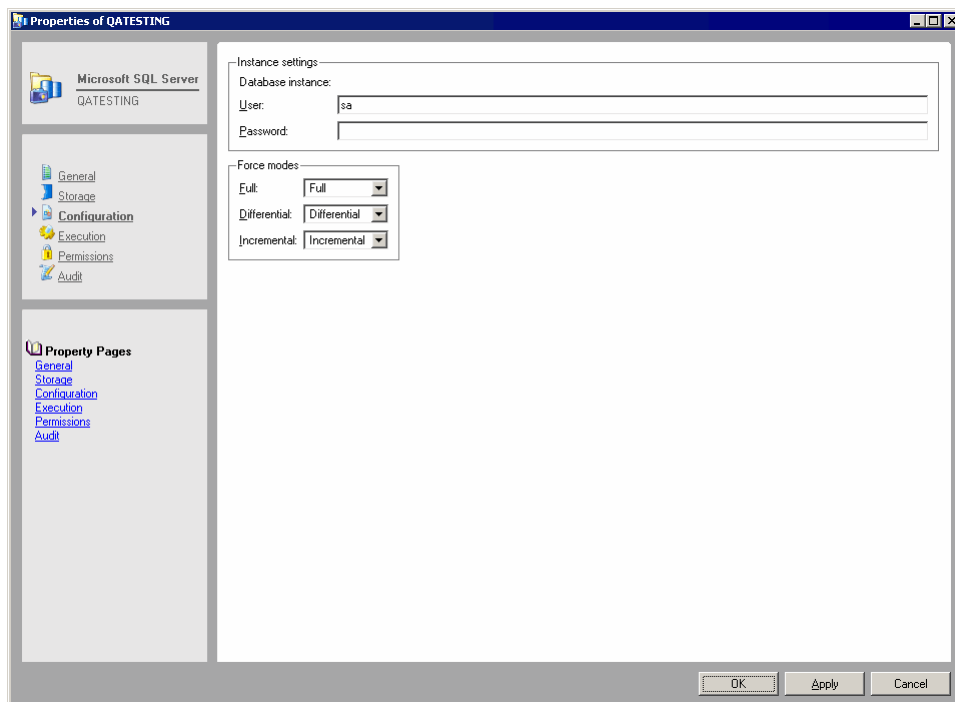 Properties of QATESTING
Microsoft SQL Server
QATESTING
General
Storage
Configuration
Execution
Permissions
Audit
Property Pages
General
Storage
Configuration
Execution
Permissions
Audit
Instance settings
Database instance:
User: sa
Password:
Force modes
Full: Full
Differential: Differential
Incremental: Incremental
OK Apply Cancel